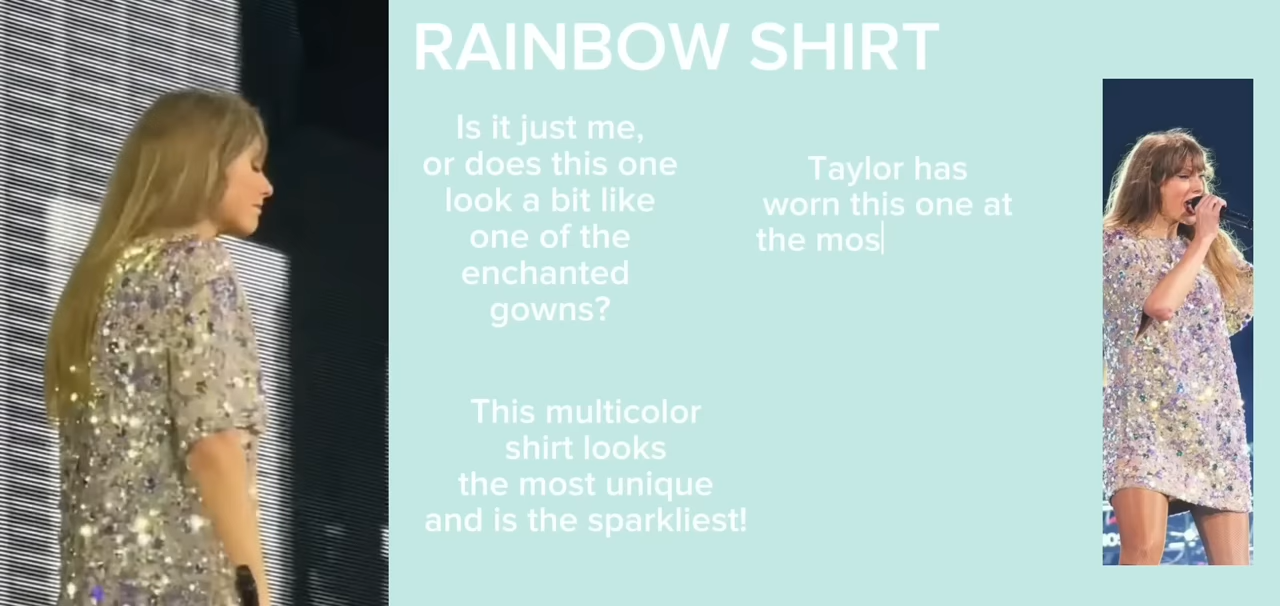 RAINBOW SHIRT
Is it just me,
or does this one
look a bit like
one of the
enchanted
gowns?
Taylor has
worn this one at
the mos
This multicolor
shirt looks
the most unique
and is the sparkliest!